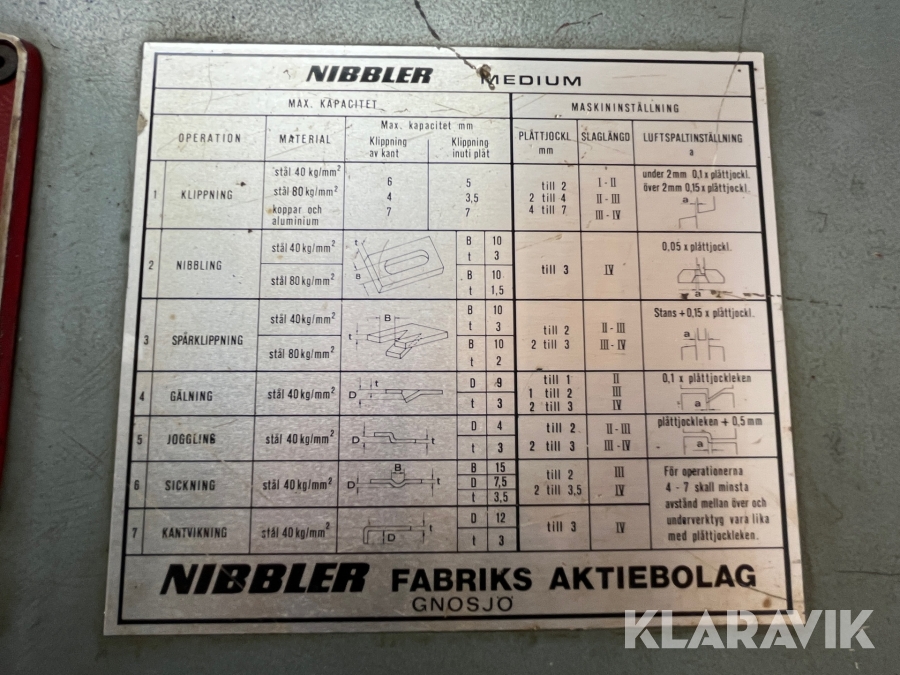 NIBBLER MEDIUM
MAX. KAPACITET MASKININSTÄLLNING
OPERATION MATERIAL Max. kapacitet mm PLÅTTJOCKL. mm SLAGLÄNGD LUFTSPALTINSTÄLLNING a
Klippning av kant Klippning inuti plåt
1 KLIPPNING stål 40 kg/mm² 6 5 till 2 I - II under 2mm 0,1 x plåttjockl.
stål 80 kg/mm² 4 3,5 2 till 4 II - III över 2mm 0,15 x plåttjockl.
koppar och aluminium 7 7 4 till 7 III - IV a
2 NIBBLING stål 40 kg/mm² t B B 10 till 3 IV 0,05 x plåttjockl.
t 3
stål 80 kg/mm² B 10
t 1,5 a
3 SPÅRKLIPPNING stål 40 kg/mm² B t B 10 till 2 II - III Stans + 0,15 x plåttjockl.
t 3 2 till 3 III - IV
stål 80 kg/mm² B 10
t 2 a
4 GÄLNING stål 40 kg/mm² D t D 9 till 1 II 0,1 x plåttjockleken
1 till 2 III
t 3 2 till 3 IV a
5 JOGGLING stål 40 kg/mm² D t D 4 till 2 II - III plåttjockleken + 0,5 mm
t 3 2 till 3 III - IV a
6 SICKNING stål 40 kg/mm² B D t B 15 till 2 III För operationerna
D 7,5 2 till 3,5 IV 4 - 7 skall minsta
t 3,5 avstånd mellan över och
7 KANTVIKNING stål 40 kg/mm² D t D 12 till 3 IV underverktyg vara lika
t 3 med plåttjockleken.
NIBBLER FABRIKS AKTIEBOLAG
GNOSJÖ
KLARAVIK